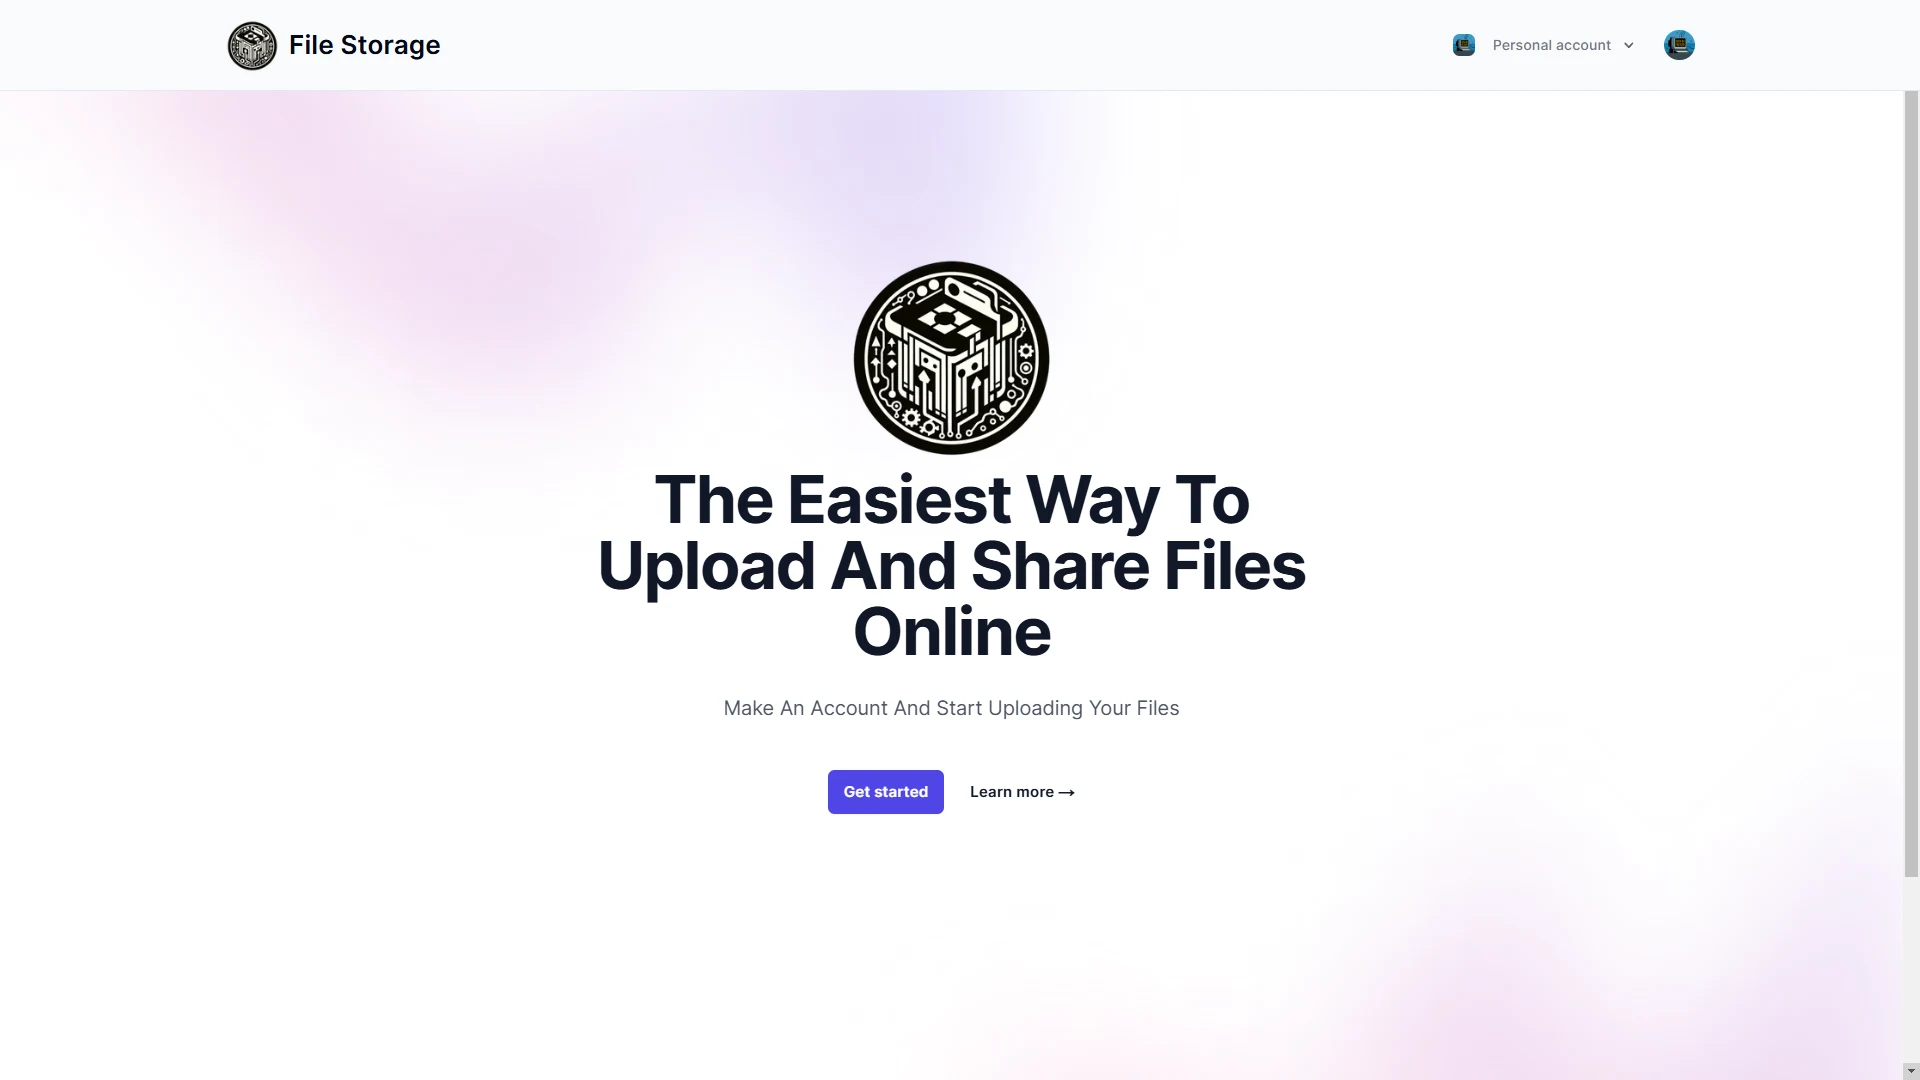 File Storage
Personal account
The Easiest Way To
Upload And Share Files
Online
Make An Account And Start Uploading Your Files
Get started
Learn more →